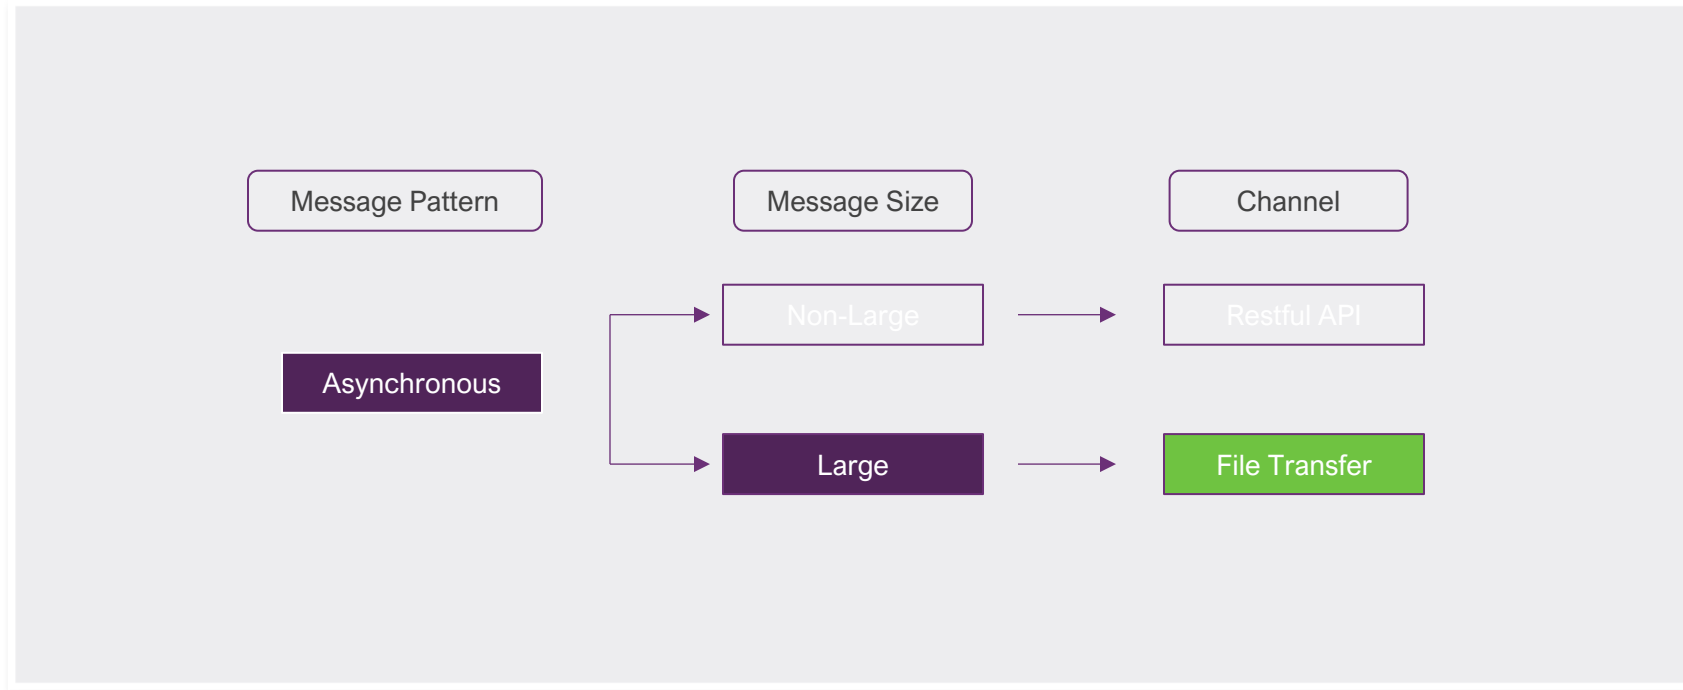 Message Pattern
Message Size
Channel
Non-Large
Restful API
Asynchronous
Large
File Transfer